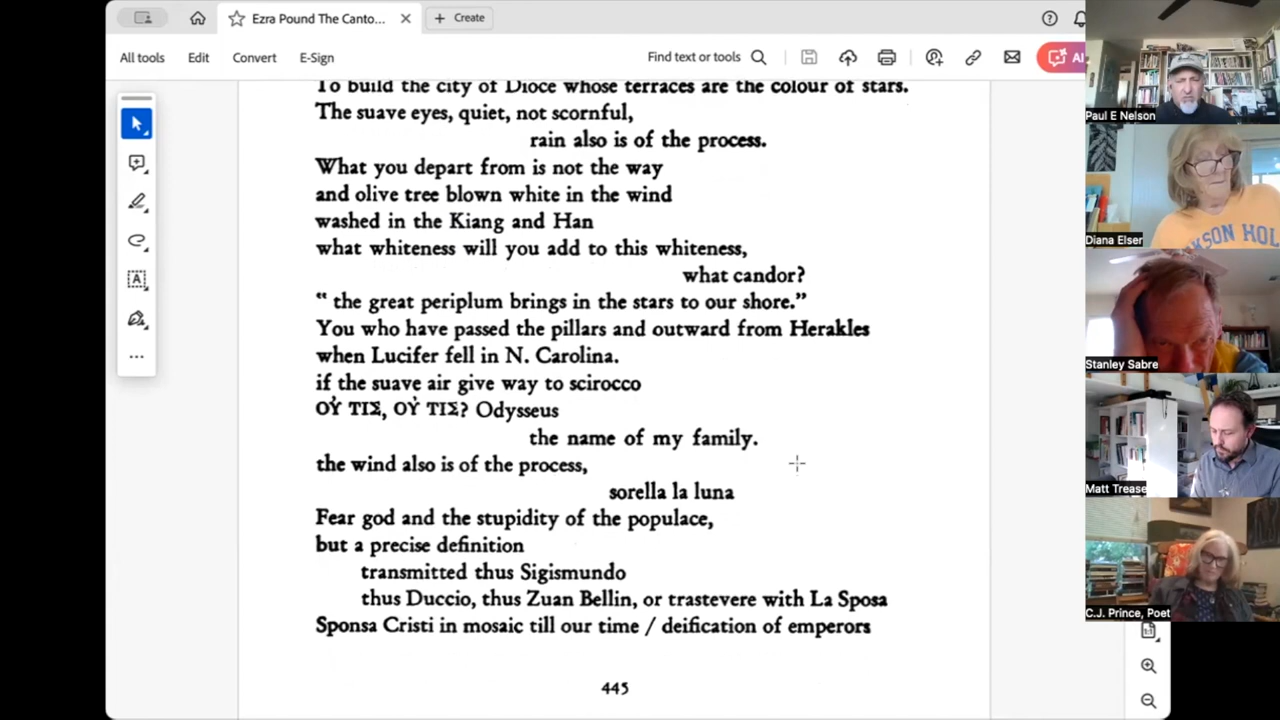 Ezra Pound The Canto...
Create
All tools
Edit
Convert
E-Sign
Find text or tools
AI
To build the city of Dioce whose terraces are the colour of stars.
The suave eyes, quiet, not scornful,
rain also is of the process.
What you depart from is not the way
and olive tree blown white in the wind
washed in the Kiang and Han
what whiteness will you add to this whiteness,
what candor?
“ the great periplum brings in the stars to our shore.”
You who have passed the pillars and outward from Herakles
when Lucifer fell in N. Carolina.
if the suave air give way to scirocco
Ο὎ ΤΙΣ, Ο὎ ΤΙΣ? Odysseus
the name of my family.
the wind also is of the process,
sorella la luna
Fear god and the stupidity of the populace,
but a precise definition
transmitted thus Sigismundo
thus Duccio, thus Zuan Bellin, or trastevere with La Sposa
Sponsa Cristi in mosaic till our time / deification of emperors
445
Paul E Nelson
Diana Elser
KSON HOL
Stanley Sabre
Matt Trease
C.J. Prince, Poet